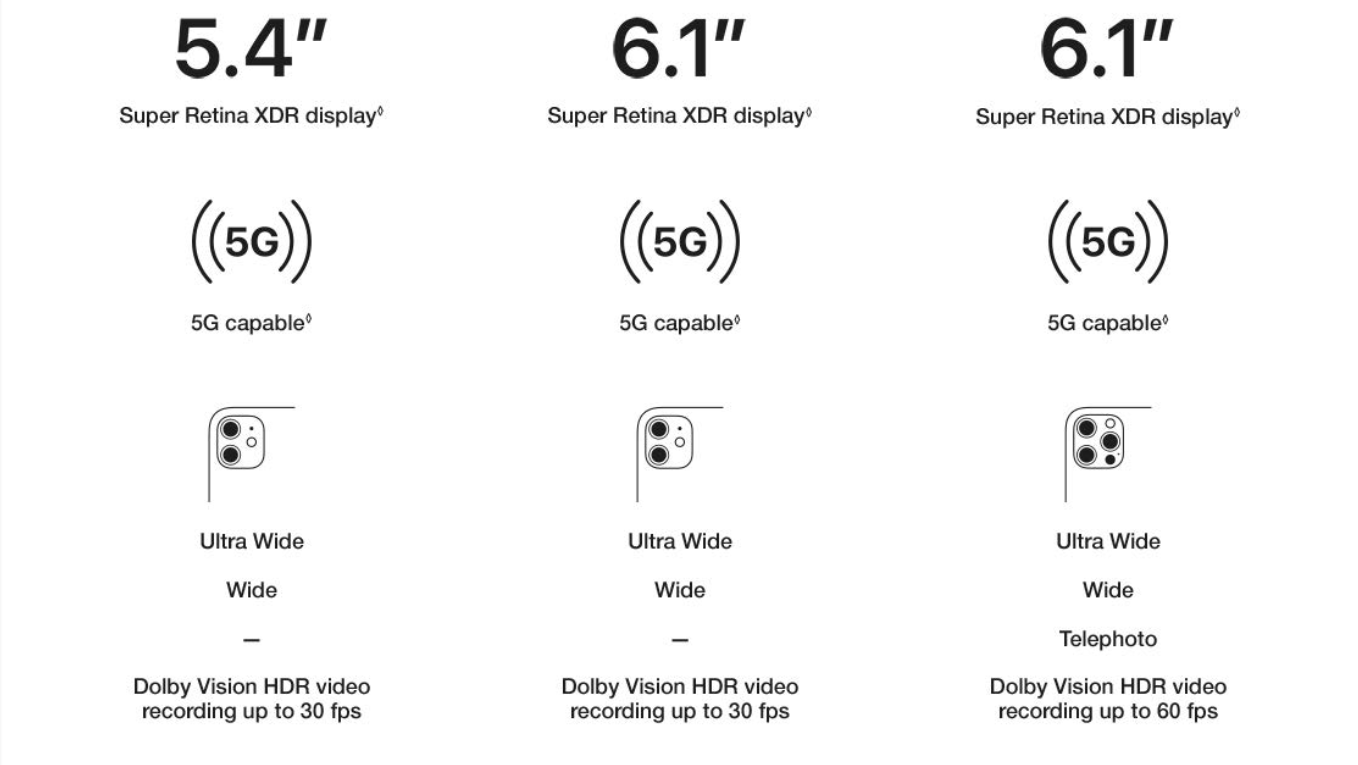 5.4″
6.1″
6.1″
Super Retina XDR display◊
Super Retina XDR display◊
Super Retina XDR display◊
5G
5G
5G
5G capable◊
5G capable◊
5G capable◊
Ultra Wide
Ultra Wide
Ultra Wide
Wide
Wide
Wide
–
–
Telephoto
Dolby Vision HDR video
recording up to 30 fps
Dolby Vision HDR video
recording up to 30 fps
Dolby Vision HDR video
recording up to 60 fps